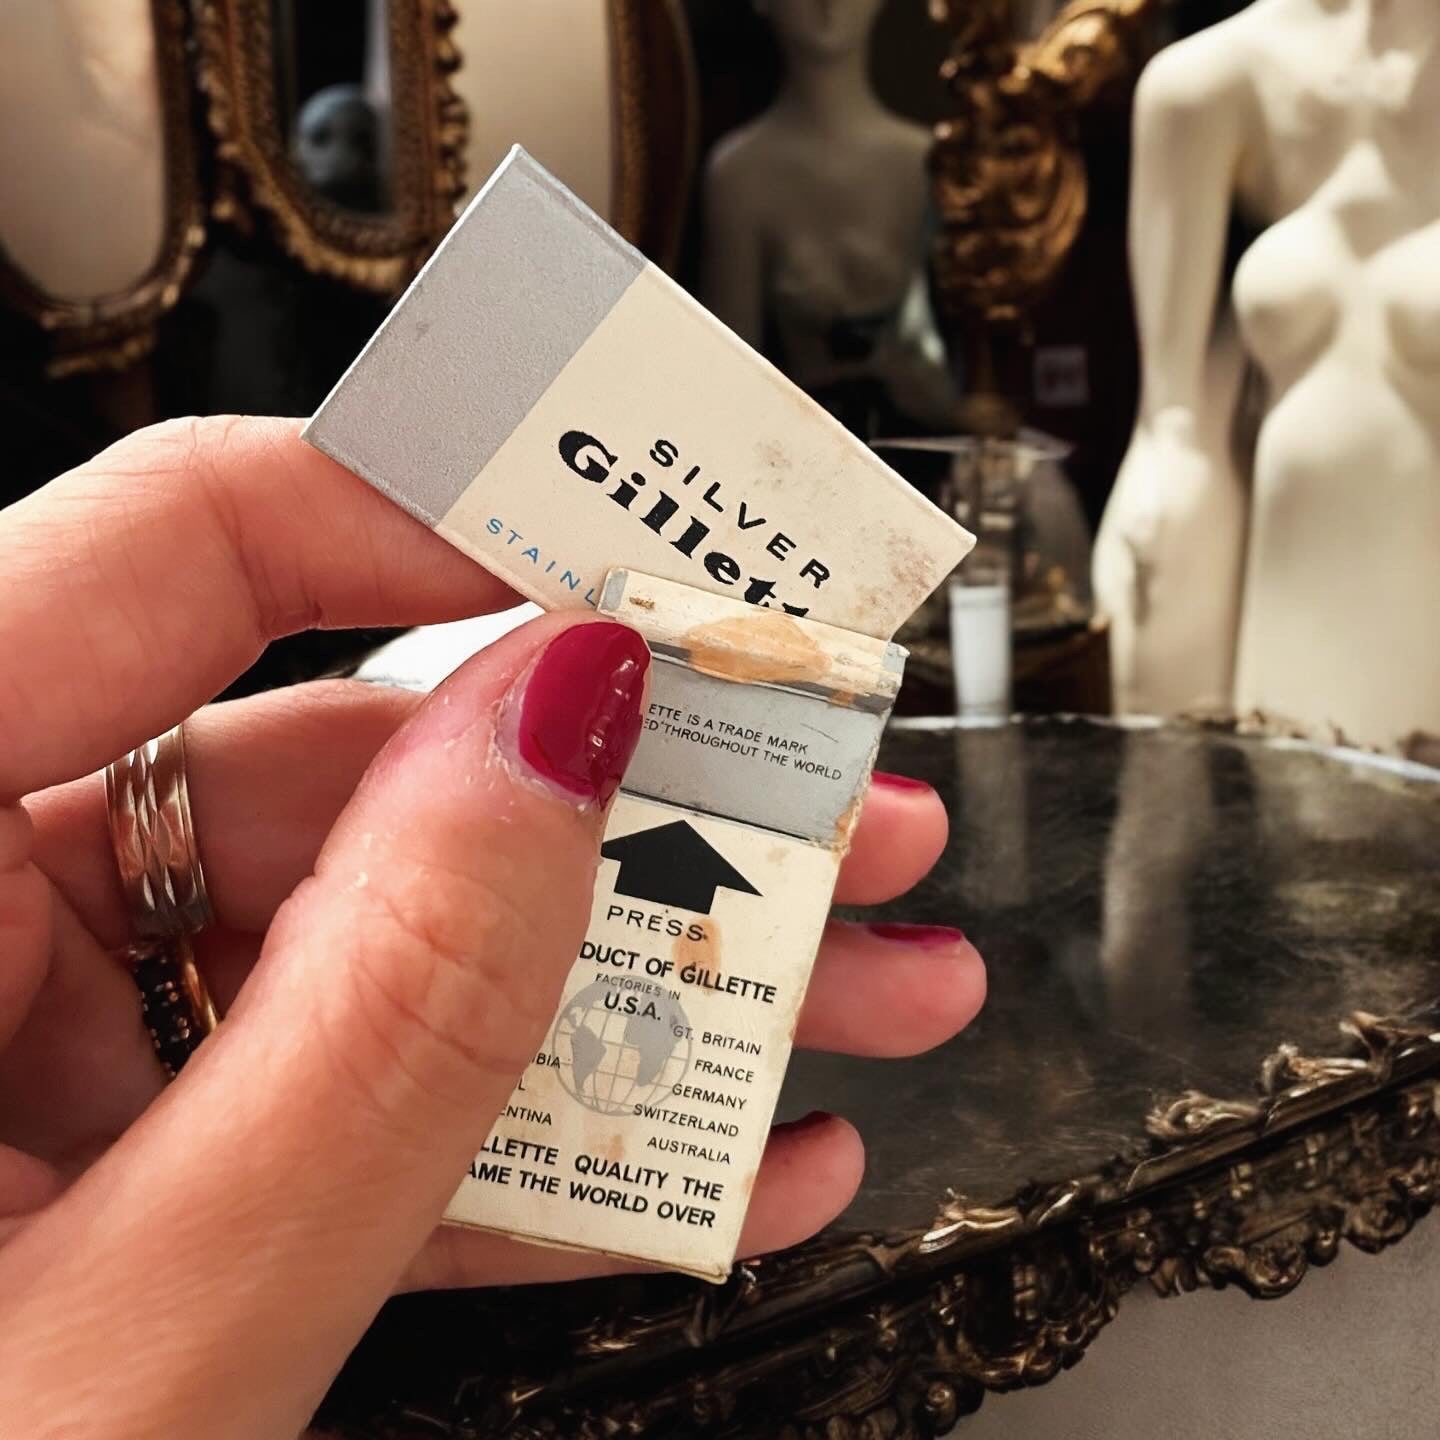 SILVER
Gillett
STAINL
ETTE IS A TRADE MARK
ED THROUGHOUT THE WORLD
PRESS
DUCT OF GILLETTE
FACTORIES IN
U.S.A.
GT. BRITAIN
BIA FRANCE
L GERMANY
ENTINA SWITZERLAND
AUSTRALIA
LLETTE QUALITY THE
AME THE WORLD OVER